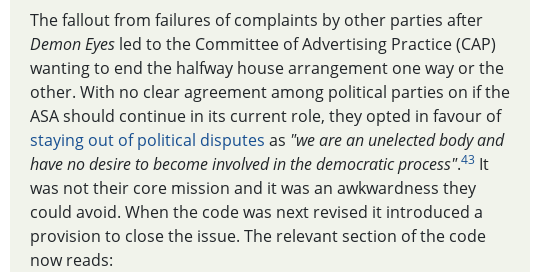 The fallout from failures of complaints by other parties after
Demon Eyes led to the Committee of Advertising Practice (CAP)
wanting to end the halfway house arrangement one way or the
other. With no clear agreement among political parties on if the
ASA should continue in its current role, they opted in favour of
staying out of political disputes as "we are an unelected body and
have no desire to become involved in the democratic process".43 It
was not their core mission and it was an awkwardness they
could avoid. When the code was next revised it introduced a
provision to close the issue. The relevant section of the code
now reads: